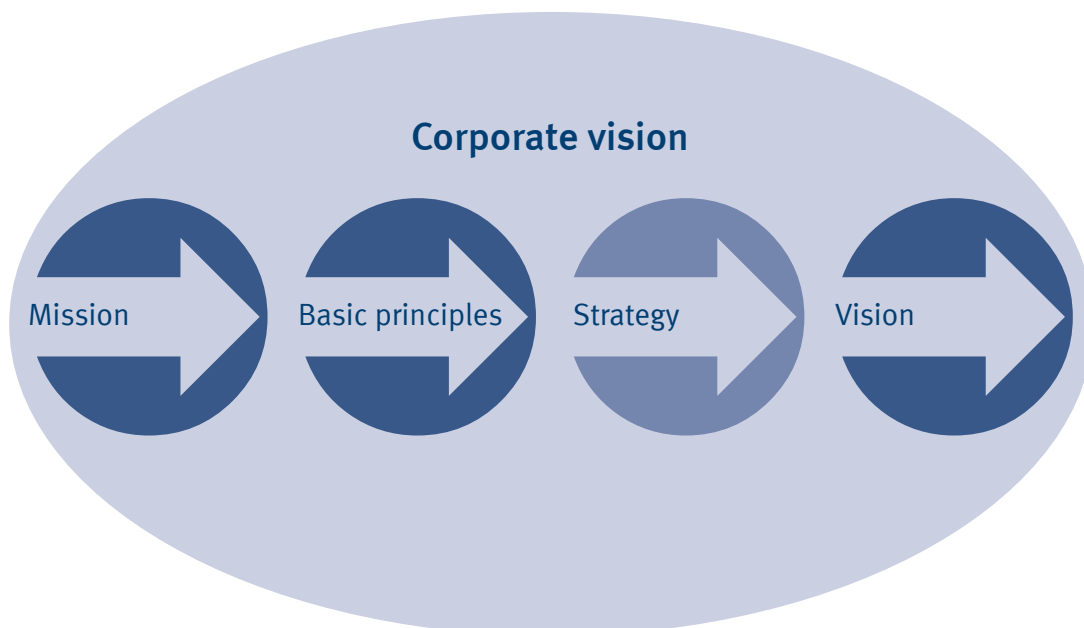 Corporate vision
Mission
Basic principles
Strategy
Vision